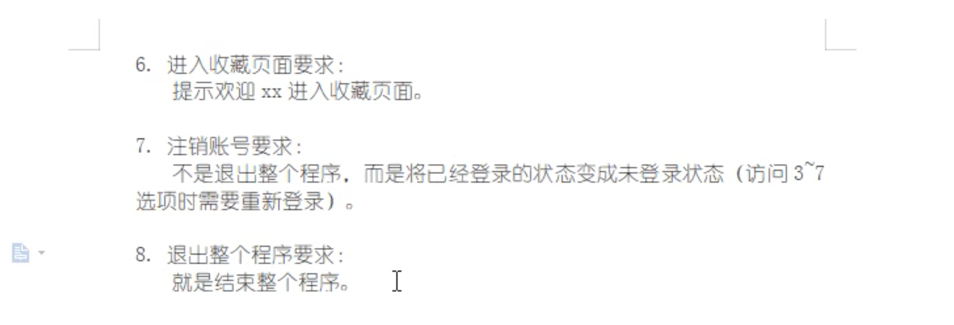 6. 进入收藏页面要求：
提示欢迎 xx 进入收藏页面。
7. 注销账号要求：
不是退出整个程序，而是将已经登录的状态变成未登录状态（访问 3~7
选项时需要重新登录）。
8. 退出整个程序要求：
就是结束整个程序。